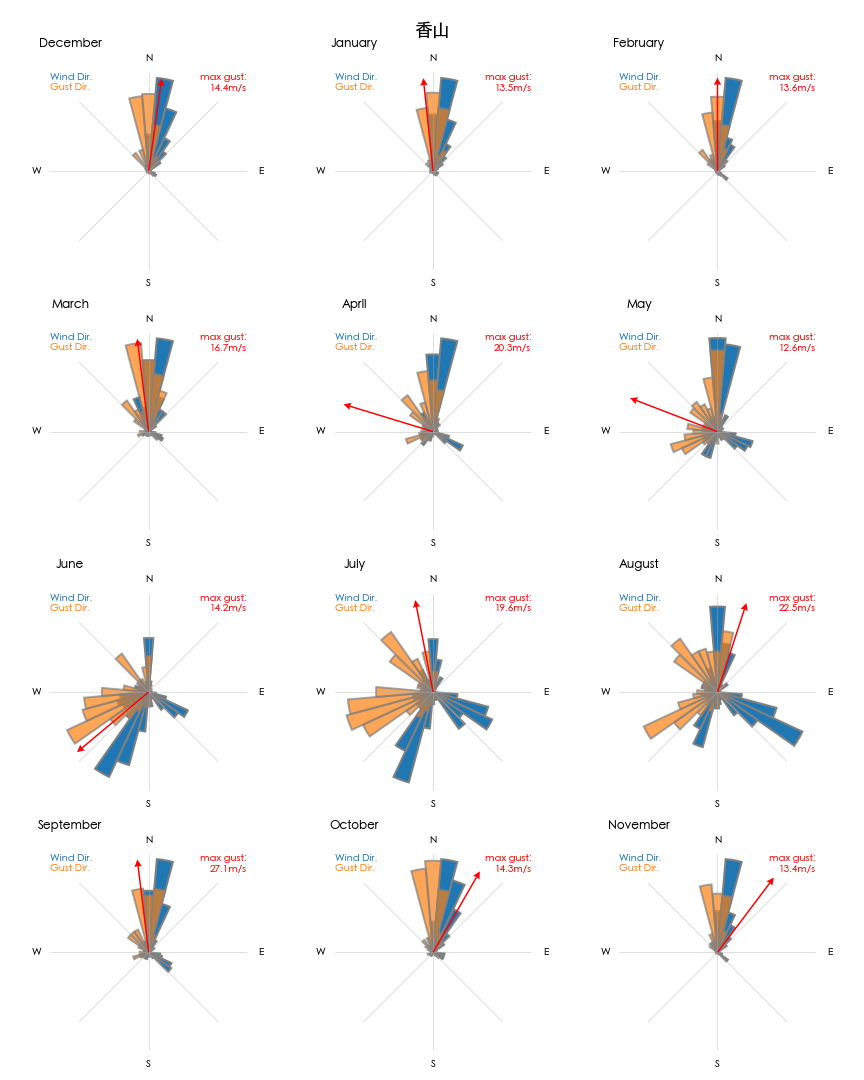 香山
December
January
February
N
N
N
Wind Dir.
Gust Dir.
max gust:
14.4m/s
Wind Dir.
Gust Dir.
max gust:
13.5m/s
Wind Dir.
Gust Dir.
max gust:
13.6m/s
W
E
W
E
W
E
S
S
S
March
April
May
N
N
N
Wind Dir.
Gust Dir.
max gust:
16.7m/s
Wind Dir.
Gust Dir.
max gust:
20.3m/s
Wind Dir.
Gust Dir.
max gust:
12.6m/s
W
E
W
E
W
E
S
S
S
June
July
August
N
N
N
Wind Dir.
Gust Dir.
max gust:
14.2m/s
Wind Dir.
Gust Dir.
max gust:
19.6m/s
Wind Dir.
Gust Dir.
max gust:
22.5m/s
W
E
W
E
W
E
S
S
S
September
October
November
N
N
N
Wind Dir.
Gust Dir.
max gust:
27.1m/s
Wind Dir.
Gust Dir.
max gust:
14.3m/s
Wind Dir.
Gust Dir.
max gust:
13.4m/s
W
E
W
E
W
E
S
S
S